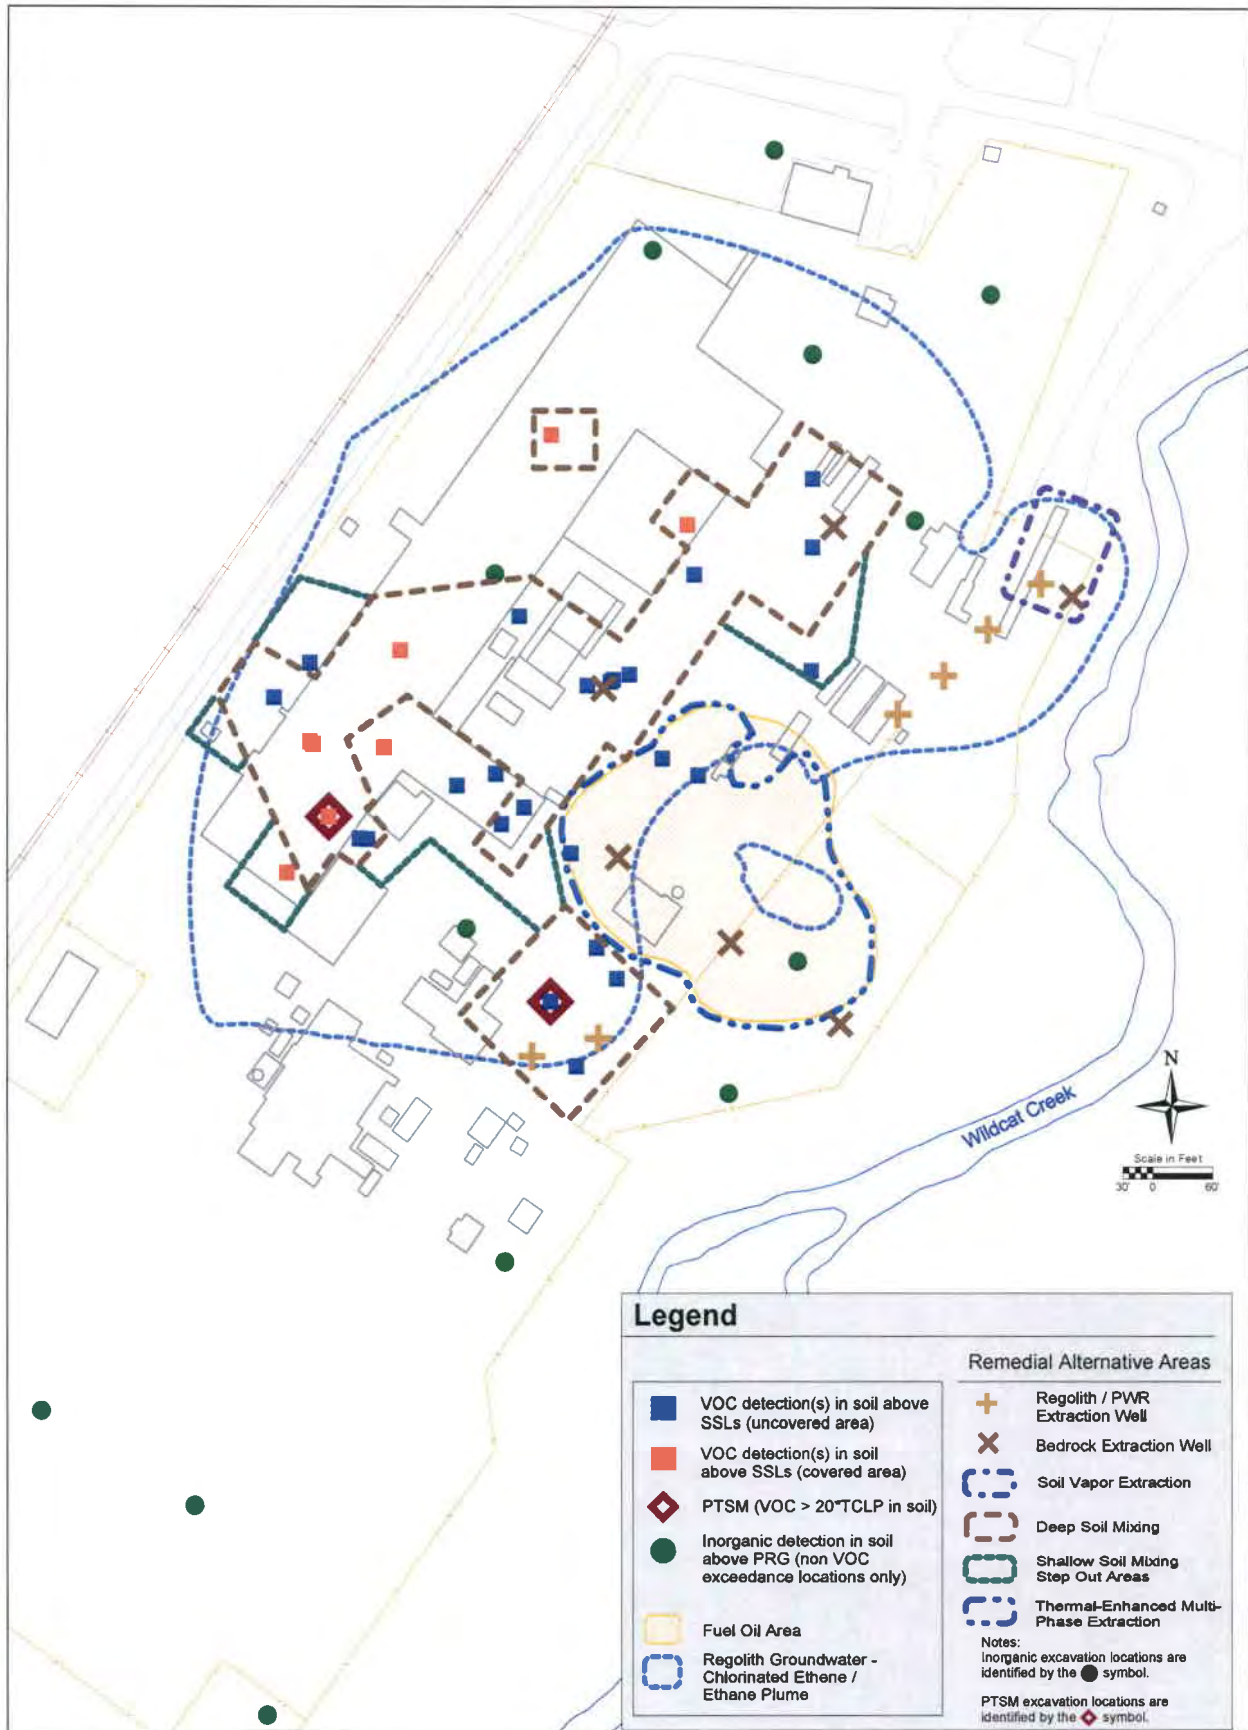 Wildcat Creek
N
Scale in Feet
30' 0 60'
Legend
VOC detection(s) in soil above
SSLs (uncovered area)
VOC detection(s) in soil
above SSLs (covered area)
PTSM (VOC > 20*TCLP in soil)
Inorganic detection in soil
above PRG (non VOC
exceedance locations only)
Fuel Oil Area
Regolith Groundwater -
Chlorinated Ethene /
Ethane Plume
Remedial Alternative Areas
Regolith / PWR
Extraction Well
Bedrock Extraction Well
Soil Vapor Extraction
Deep Soil Mixing
Shallow Soil Mixing
Step Out Areas
Thermal-Enhanced Multi-
Phase Extraction
Notes:
Inorganic excavation locations are
identified by the symbol.
PTSM excavation locations are
identified by the symbol.